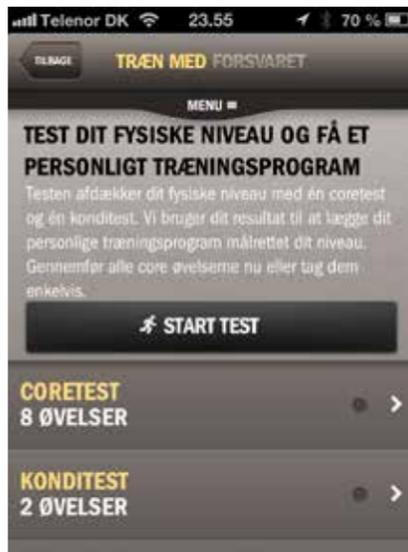 Telenor DK 23.55 70 %
TILBAGE TRÆN MED FORSVARET
MENU
TEST DIT FYSISKE NIVEAU OG FÅ ET
PERSONLIGT TRÆNINGSPROGRAM
Testen afdækker dit fysiske niveau med én coretest
og én konditest. Vi bruger dit resultat til at lægge dit
personlige træningsprogram målrettet dit niveau.
Gennemfør alle core øvelserne nu eller tag dem
enkelvis.
START TEST
CORETEST
8 ØVELSER
KONDITEST
2 ØVELSER